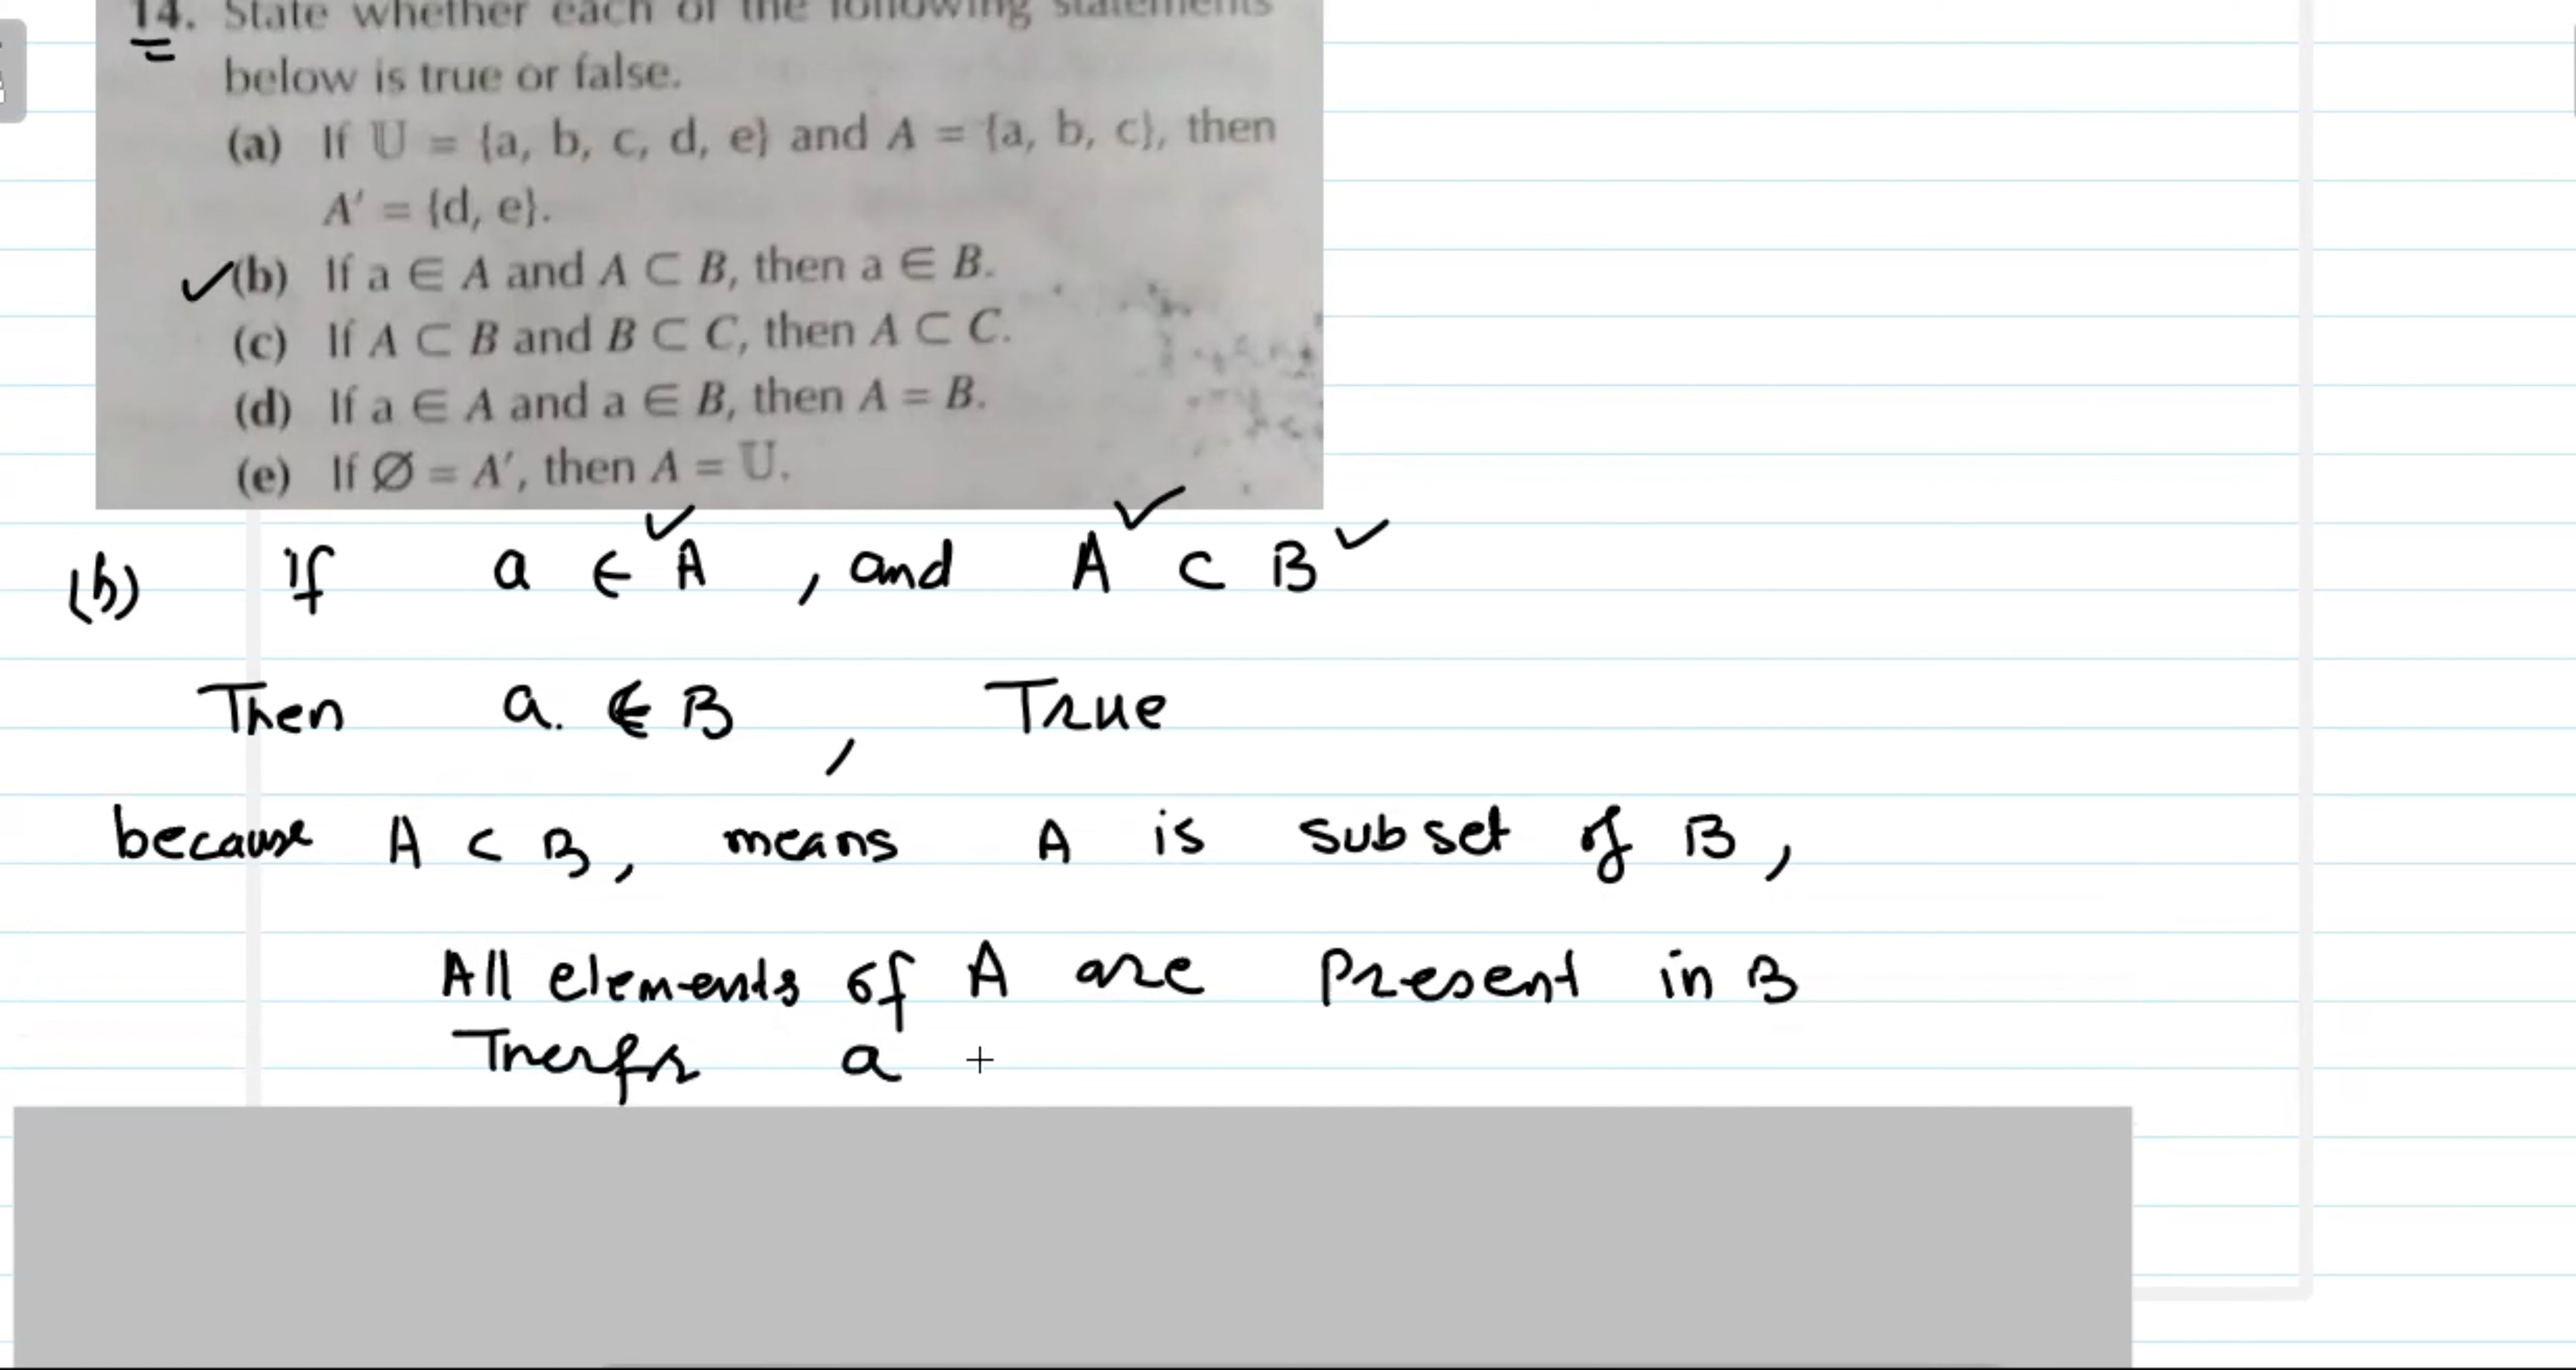 14. State whether each of the following statements
below is true or false.
(a) If 𝕌 = {a, b, c, d, e} and A = {a, b, c}, then
A′ = {d, e}.
✓(b) If a ∈ A and A ⊂ B, then a ∈ B.
(c) If A ⊂ B and B ⊂ C, then A ⊂ C.
(d) If a ∈ A and a ∈ B, then A = B.
(e) If Ø = A′, then A = 𝕌.
(b) if a ∈ A , and A ⊂ B
Then a. ∈ B , True
because A ⊂ B, means A is subset of B,
All elements of A are Present in B
Therfr a